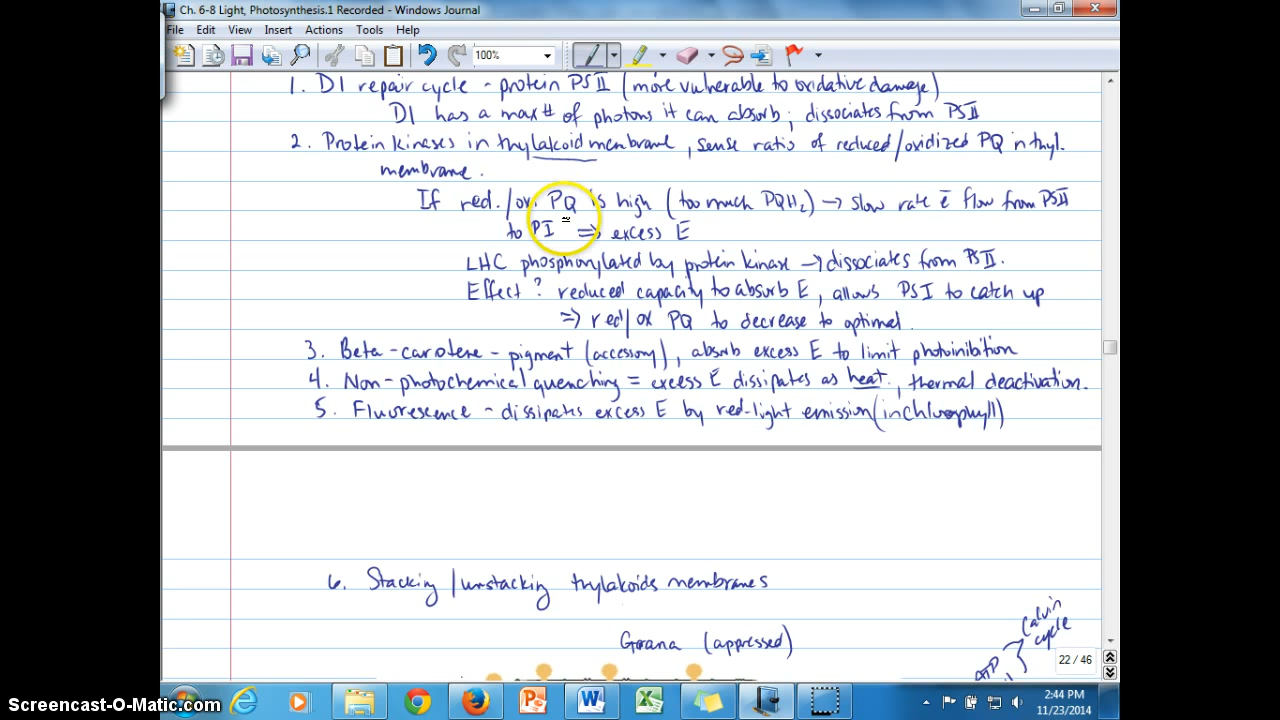 Ch. 6-8 Light, Photosynthesis.1 Recorded - Windows Journal
File Edit View Insert Actions Tools Help
100%
1. D1 repair cycle - protein PSII (more vulnerable to oxidative damage)
D1 has a max # of photons it can absorb; dissociates from PSII
2. Protein kinases in thylakoid membrane, sense ratio of reduced/oxidized PQ in thyl.
membrane.
If red./ox. PQ is high (too much PQH2) → slow rate ē flow from PSII
to PI ⇒ excess E
LHC phosphorylated by protein kinase → dissociates from PSII.
Effect? reduced capacity to absorb E, allows PSI to catch up
⇒ red/ox PQ to decrease to optimal.
3. Beta-carotene - pigment (accessory), absorb excess E to limit photoinhibition
4. Non-photochemical quenching = excess E dissipates as heat, thermal deactivation.
5. Fluorescence - dissipates excess E by red-light emission (in chlorophyll)
6. Stacking/unstacking thylakoids membranes
Calvin
cycle
Grana (appressed)
ATP
22 / 46
Screencast-O-Matic.com
2:44 PM
11/23/2014